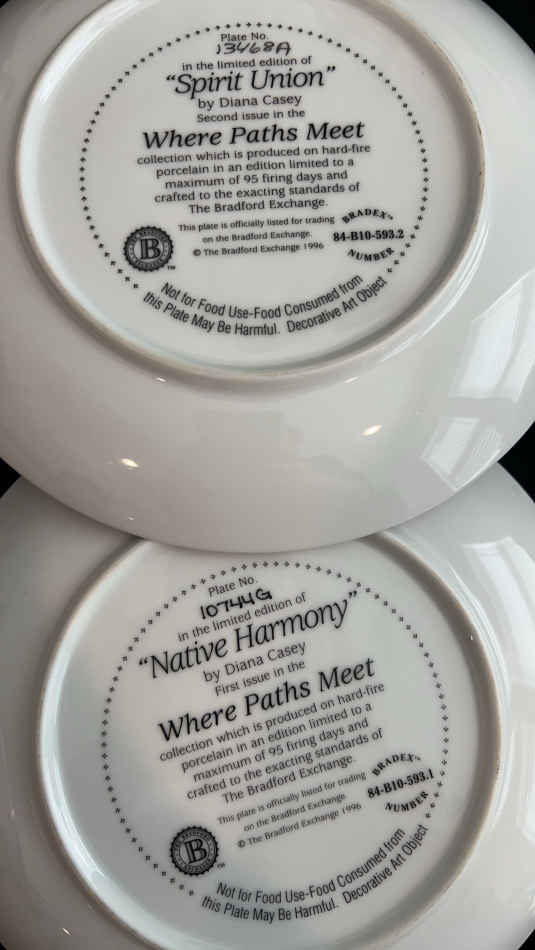 Plate No.
13468A
in the limited edition of
"Spirit Union"
by Diana Casey
Second issue in the
Where Paths Meet
collection which is produced on hard-fire
porcelain in an edition limited to a
maximum of 95 firing days and
crafted to the exacting standards of
The Bradford Exchange.
This plate is officially listed for trading
on the Bradford Exchange.
© The Bradford Exchange 1996
BRADEX™
84-B10-593.2
NUMBER
B
™
Not for Food Use-Food Consumed from
this Plate May Be Harmful. Decorative Art Object
Plate No.
10744G
in the limited edition of
"Native Harmony"
by Diana Casey
First issue in the
Where Paths Meet
collection which is produced on hard-fire
porcelain in an edition limited to a
maximum of 95 firing days and
crafted to the exacting standards of
The Bradford Exchange.
This plate is officially listed for trading
on the Bradford Exchange.
© The Bradford Exchange 1996
BRADEX™
84-B10-593.1
NUMBER
B
™
Not for Food Use-Food Consumed from
this Plate May Be Harmful. Decorative Art Object